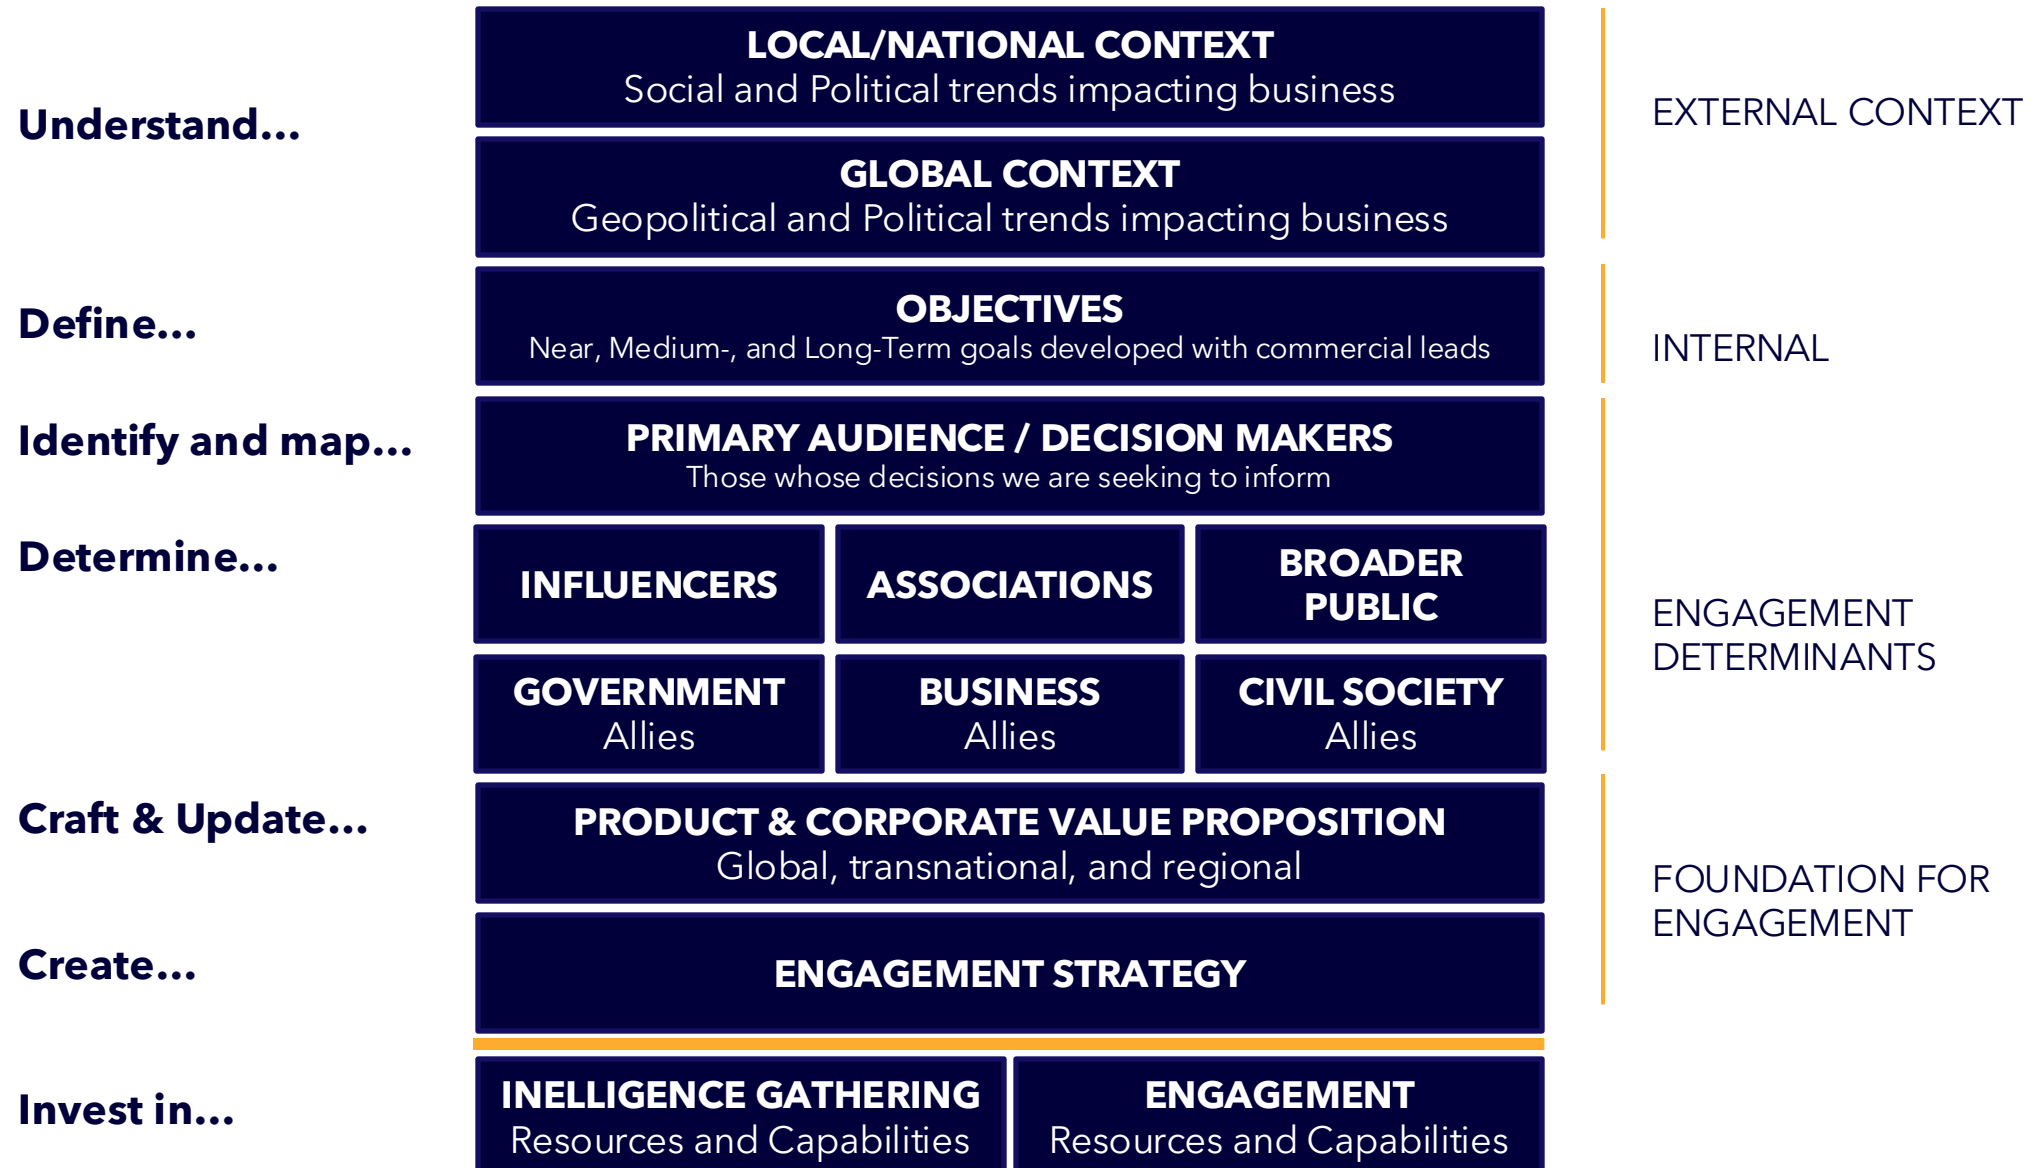 Understand...
LOCAL/NATIONAL CONTEXT
Social and Political trends impacting business
GLOBAL CONTEXT
Geopolitical and Political trends impacting business
EXTERNAL CONTEXT
Define...
OBJECTIVES
Near, Medium-, and Long-Term goals developed with commercial leads
INTERNAL
Identify and map...
PRIMARY AUDIENCE / DECISION MAKERS
Those whose decisions we are seeking to inform
Determine...
INFLUENCERS
ASSOCIATIONS
BROADER
PUBLIC
GOVERNMENT
Allies
BUSINESS
Allies
CIVIL SOCIETY
Allies
ENGAGEMENT
DETERMINANTS
Craft & Update...
PRODUCT & CORPORATE VALUE PROPOSITION
Global, transnational, and regional
Create...
ENGAGEMENT STRATEGY
FOUNDATION FOR
ENGAGEMENT
Invest in...
INELLIGENCE GATHERING
Resources and Capabilities
ENGAGEMENT
Resources and Capabilities